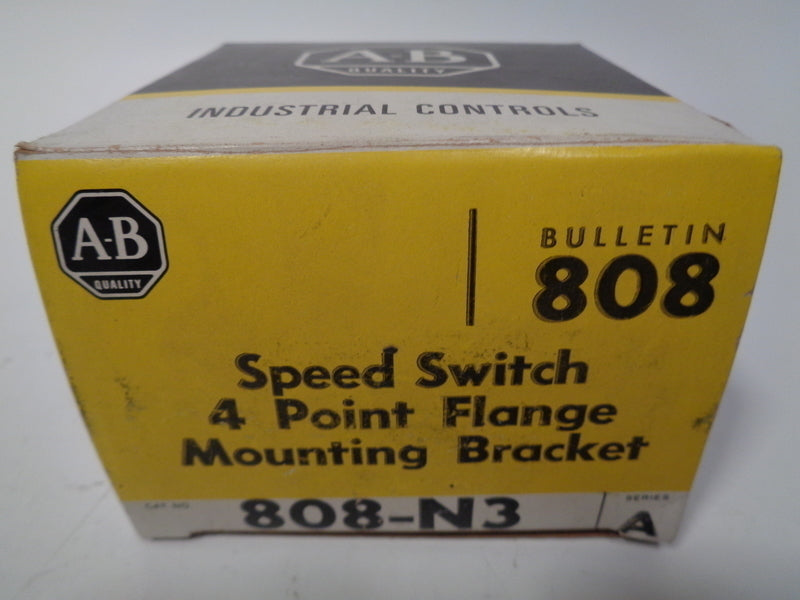 A-B
QUALITY
INDUSTRIAL CONTROLS
A-B
QUALITY
BULLETIN
808
Speed Switch
4 Point Flange
Mounting Bracket
CAT. NO.
808-N3
SERIES
A